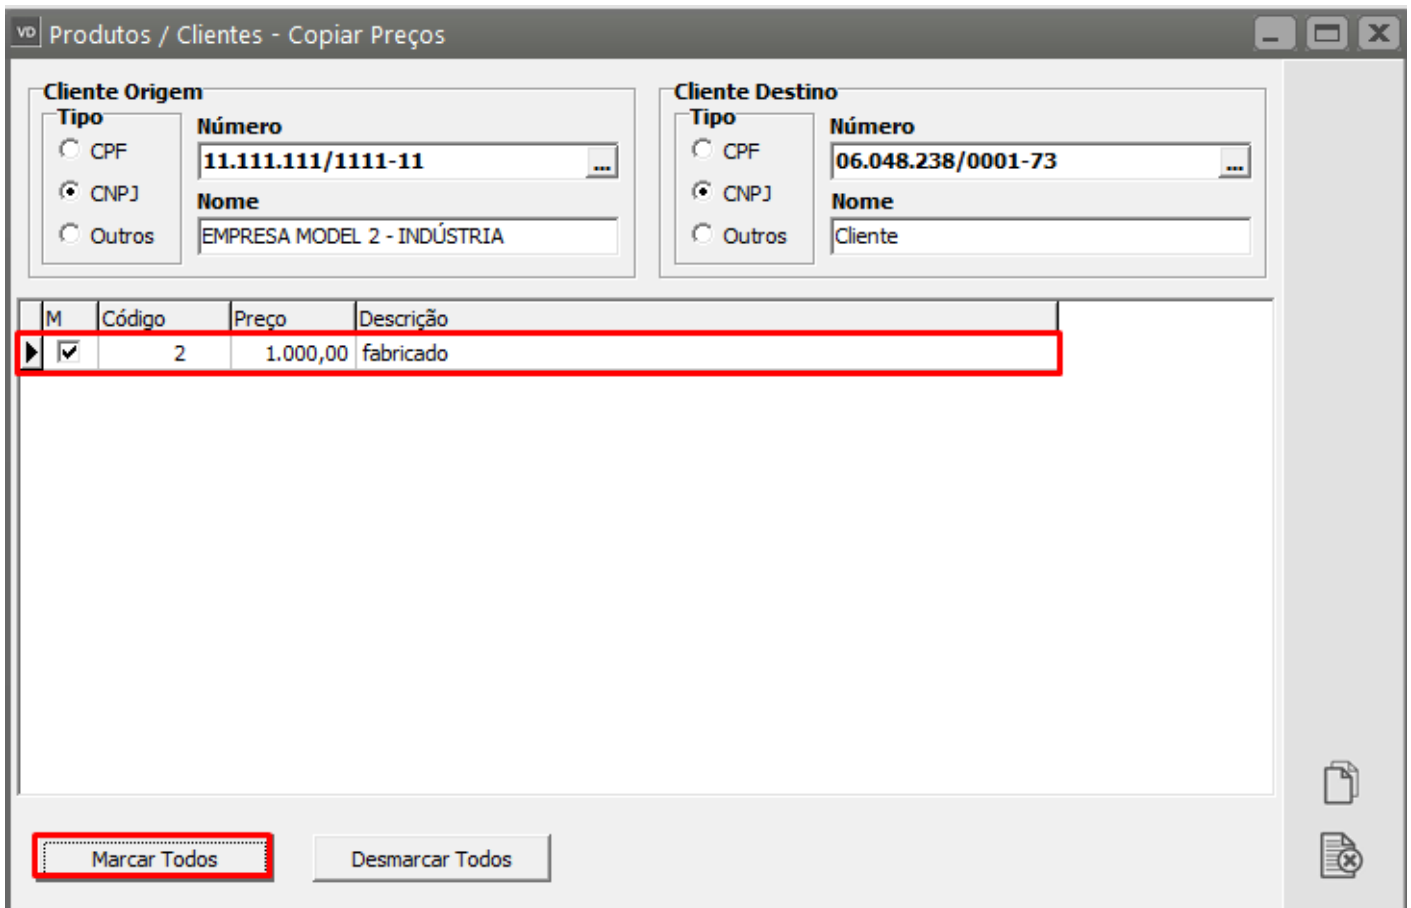 VD Produtos / Clientes - Copiar Preços
Cliente Origem
Tipo
CPF
CNPJ
Outros
Número
11.111.111/1111-11 ...
Nome
EMPRESA MODEL 2 - INDÚSTRIA
Cliente Destino
Tipo
CPF
CNPJ
Outros
Número
06.048.238/0001-73 ...
Nome
Cliente
M Código Preço Descrição
2 1.000,00 fabricado
Marcar Todos Desmarcar Todos